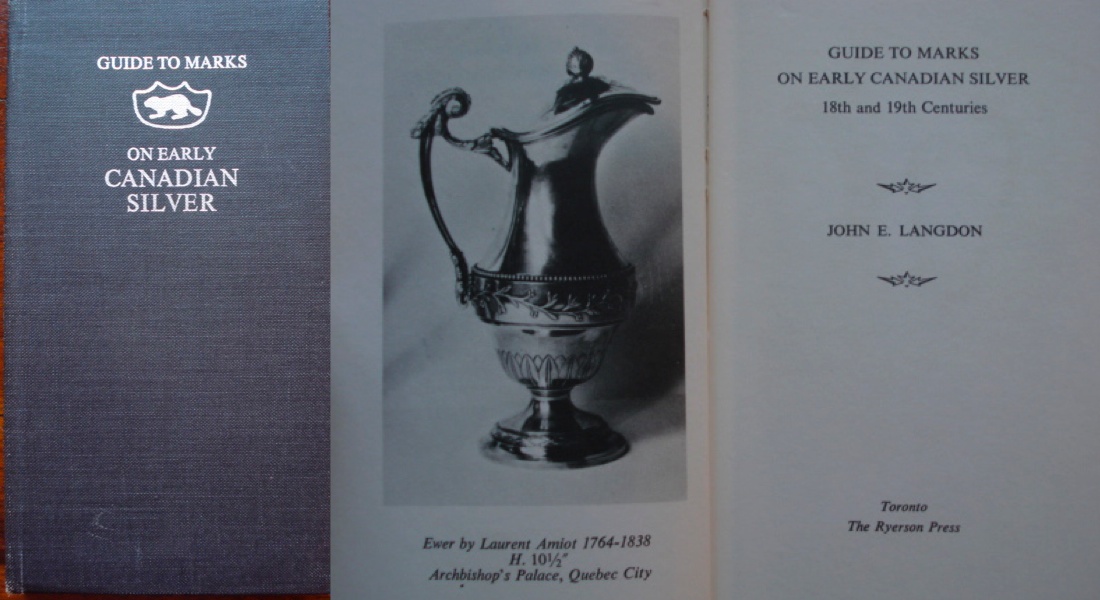 GUIDE TO MARKS
ON EARLY
CANADIAN
SILVER
Ewer by Laurent Amiot 1764-1838
H. 10½"
Archbishop's Palace, Quebec City
GUIDE TO MARKS
ON EARLY CANADIAN SILVER
18th and 19th Centuries
JOHN E. LANGDON
Toronto
The Ryerson Press